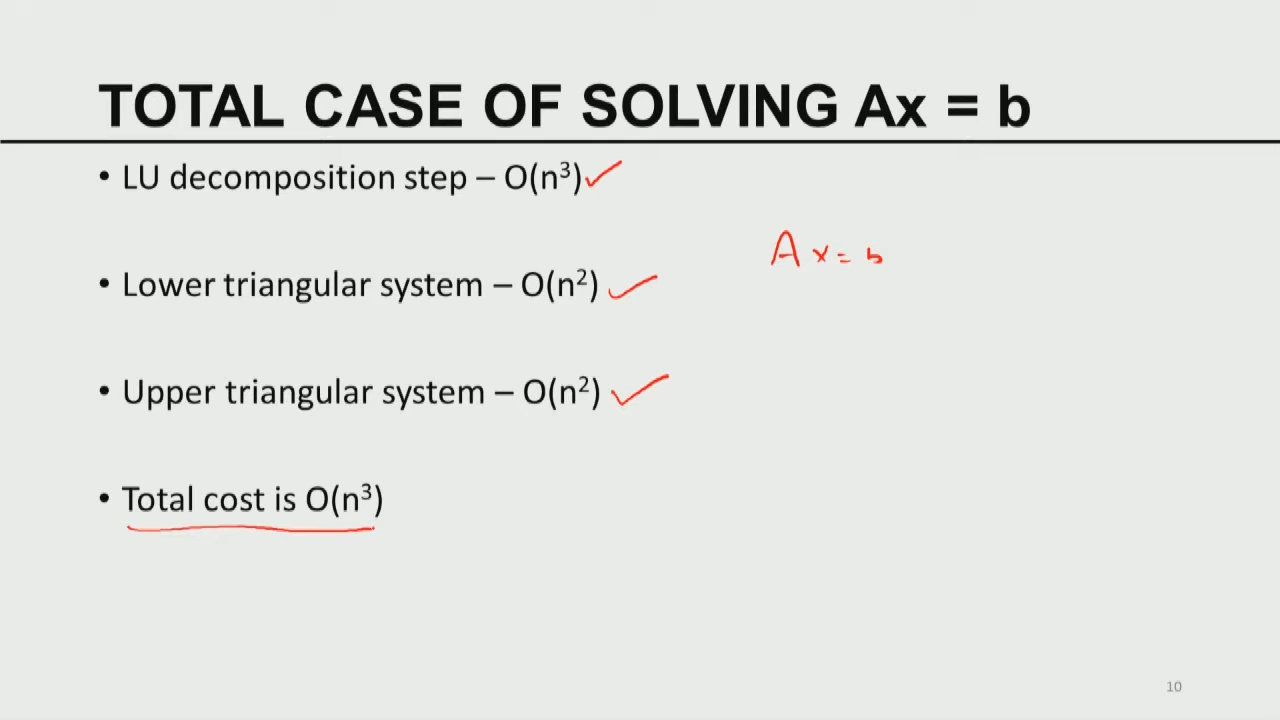 TOTAL CASE OF SOLVING Ax = b
• LU decomposition step – O(n³)
Ax = b
• Lower triangular system – O(n²)
• Upper triangular system – O(n²)
• Total cost is O(n³)
10